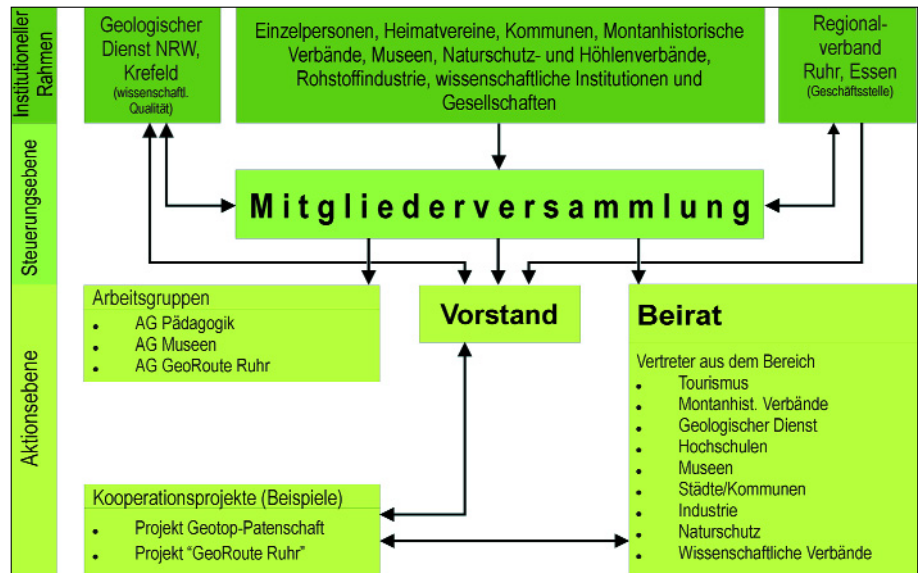 Institutioneller
Rahmen
Geologischer
Dienst NRW,
Krefeld
(wissenschaftl.
Qualität)
Einzelpersonen, Heimatvereine, Kommunen, Montanhistorische
Verbände, Museen, Naturschutz- und Höhlenverbände,
Rohstoffindustrie, wissenschaftliche Institutionen und
Gesellschaften
Regional-
verband
Ruhr, Essen
(Geschäftsstelle)
Steuerungsebene
Mitgliederversammlung
Aktionsebene
Arbeitsgruppen
• AG Pädagogik
• AG Museen
• AG GeoRoute Ruhr
Vorstand
Beirat
Vertreter aus dem Bereich
• Tourismus
• Montanhist. Verbände
• Geologischer Dienst
• Hochschulen
• Museen
• Städte/Kommunen
• Industrie
• Naturschutz
• Wissenschaftliche Verbände
Kooperationsprojekte (Beispiele)
• Projekt Geotop-Patenschaft
• Projekt “GeoRoute Ruhr”